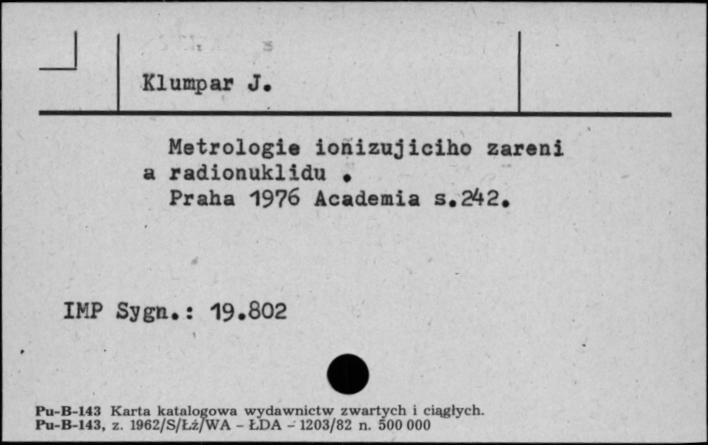 Klumpar J.
Metrologie ionizujiciho zareni
a radionuklidu .
Praha 1976 Academia s.242.
IMP Sygn.: 19.802
Pu-B-143 Karta katalogowa wydawnictw zwartych i ciągłych.
Pu-B-143, z. 1962/S/Łż/WA - ŁDA - 1203/82 n. 500 000